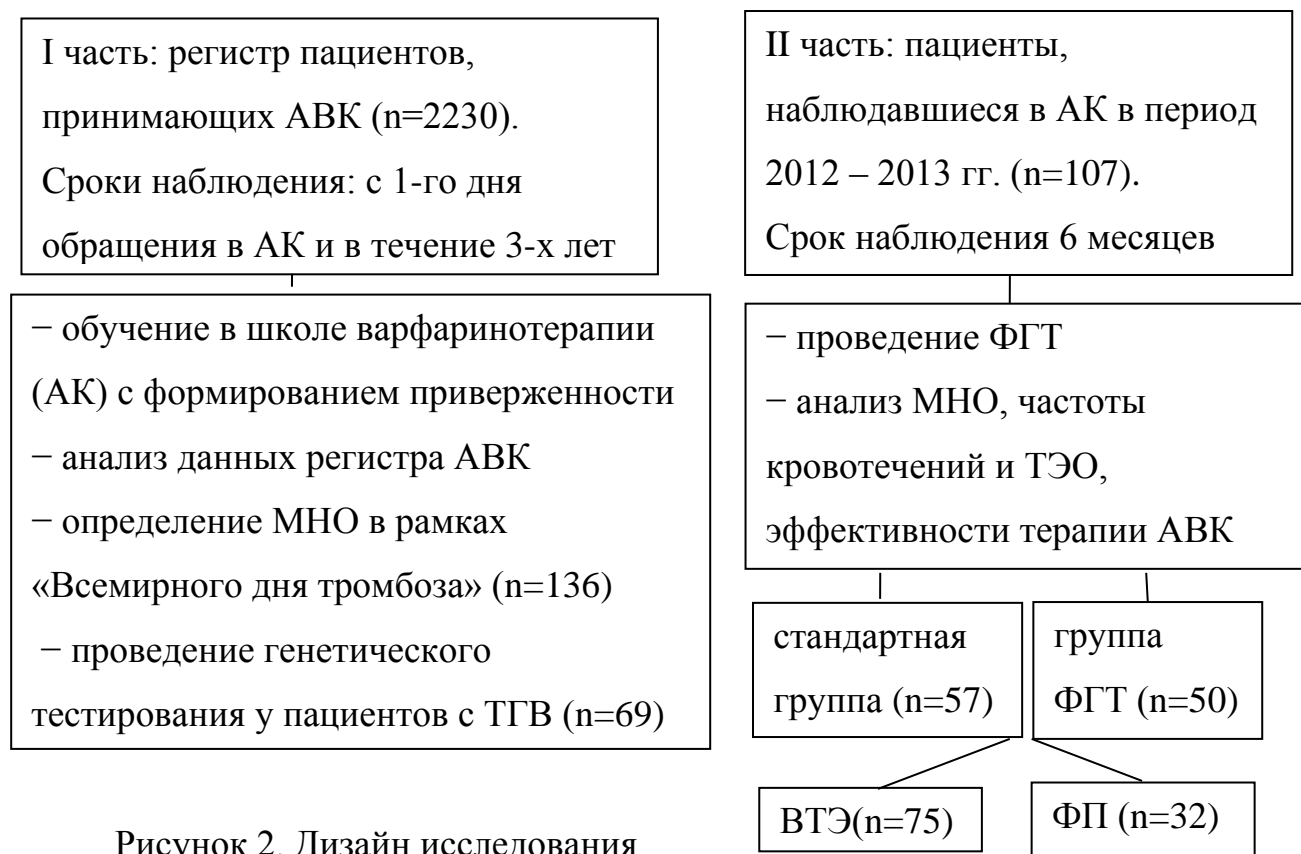 I часть: регистр пациентов,
принимающих АВК (n=2230).
Сроки наблюдения: с 1-го дня
обращения в АК и в течение 3-х лет
− обучение в школе варфаринотерапии
(АК) с формированием приверженности
− анализ данных регистра АВК
− определение МНО в рамках
«Всемирного дня тромбоза» (n=136)
− проведение генетического
тестирования у пациентов с ТГВ (n=69)
II часть: пациенты,
наблюдавшиеся в АК в период
2012 – 2013 гг. (n=107).
Срок наблюдения 6 месяцев
− проведение ФГТ
− анализ МНО, частоты
кровотечений и ТЭО,
эффективности терапии АВК
стандартная
группа (n=57)
группа
ФГТ (n=50)
ВТЭ(n=75)
ФП (n=32)
Рисунок 2. Дизайн исследования